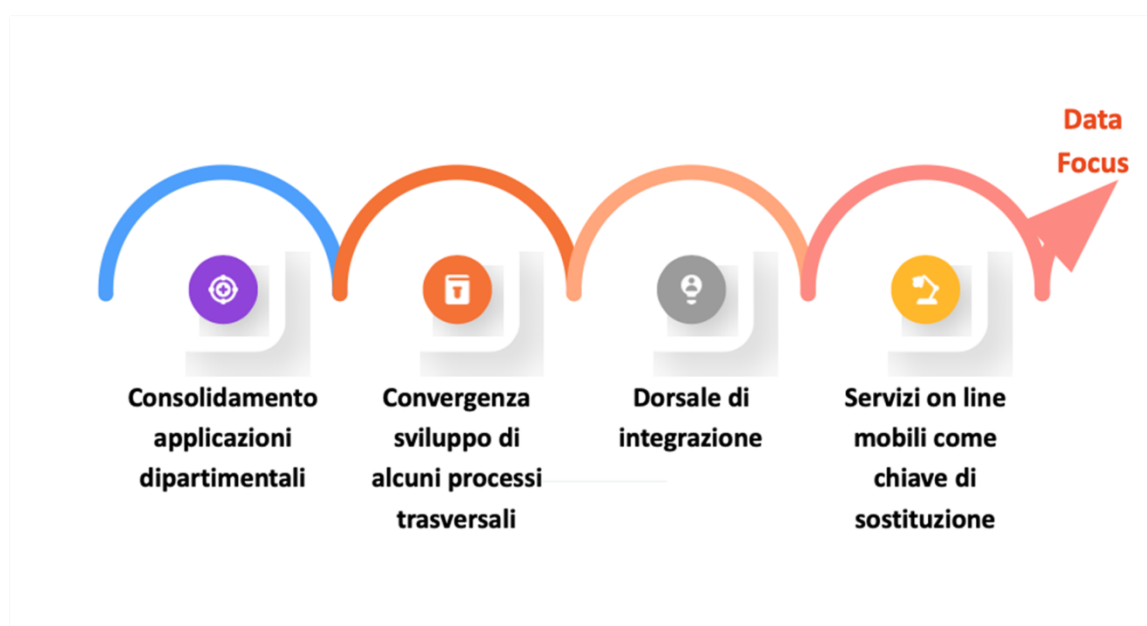 Data
Focus
Consolidamento
applicazioni
dipartimentali
Convergenza
sviluppo di
alcuni processi
trasversali
Dorsale di
integrazione
Servizi on line
mobili come
chiave di
sostituzione